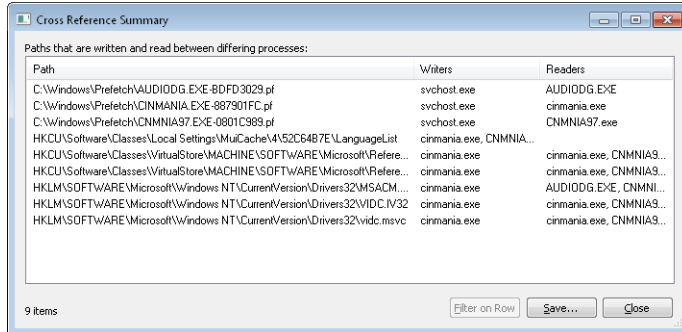 Cross Reference Summary
Paths that are written and read between differing processes:
Path Writers Readers
C:\Windows\Prefetch\AUDIODG.EXE-BDFD3029.pf svchost.exe AUDIODG.EXE
C:\Windows\Prefetch\CINMANIA.EXE-887901FC.pf svchost.exe cinmania.exe
C:\Windows\Prefetch\CNMNIA97.EXE-0801C989.pf svchost.exe CNMNIA97.exe
HKCU\Software\Classes\Local Settings\MuiCache\4\52C64B7E\LanguageList cinmania.exe, CNMNIA...
HKCU\Software\Classes\VirtualStore\MACHINE\SOFTWARE\Microsoft\Refere... cinmania.exe cinmania.exe, CNMNIA9...
HKCU\Software\Classes\VirtualStore\MACHINE\SOFTWARE\Microsoft\Refere... cinmania.exe cinmania.exe, CNMNIA9...
HKLM\SOFTWARE\Microsoft\Windows NT\CurrentVersion\Drivers32\MSACM.... cinmania.exe AUDIODG.EXE, CNMNI...
HKLM\SOFTWARE\Microsoft\Windows NT\CurrentVersion\Drivers32\VIDC.IV32 cinmania.exe cinmania.exe, CNMNIA9...
HKLM\SOFTWARE\Microsoft\Windows NT\CurrentVersion\Drivers32\vidc.msvc cinmania.exe cinmania.exe, CNMNIA9...
9 items Filter on Row Save... Close